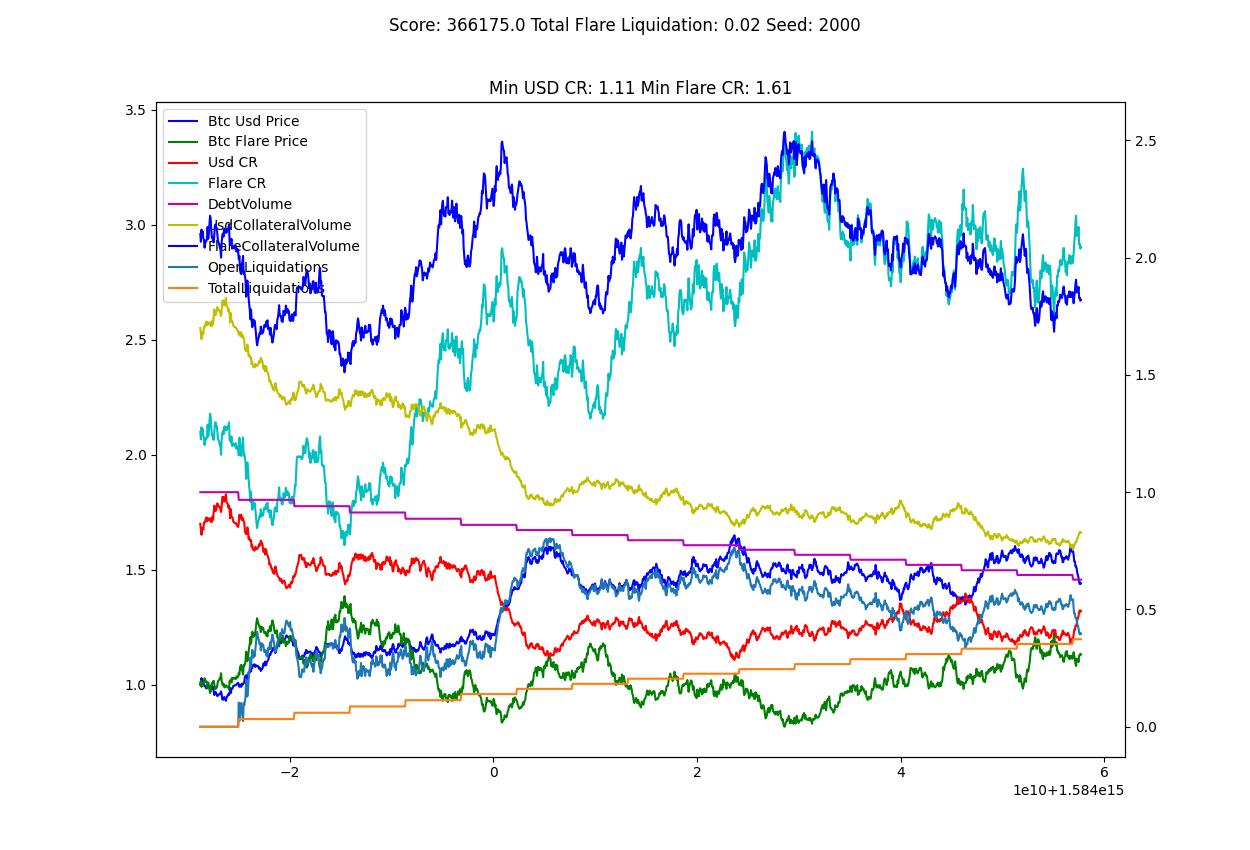 Score: 366175.0 Total Flare Liquidation: 0.02 Seed: 2000
Min USD CR: 1.11 Min Flare CR: 1.61
3.5
3.0
2.5
2.0
1.5
1.0
Btc Usd Price
Btc Flare Price
Usd CR
Flare CR
DebtVolume
UsdCollateralVolume
FlareCollateralVolume
OpenLiquidations
TotalLiquidations
2.5
2.0
1.5
1.0
0.5
0.0
−2 0 2 4 6
1e10+1.584e15